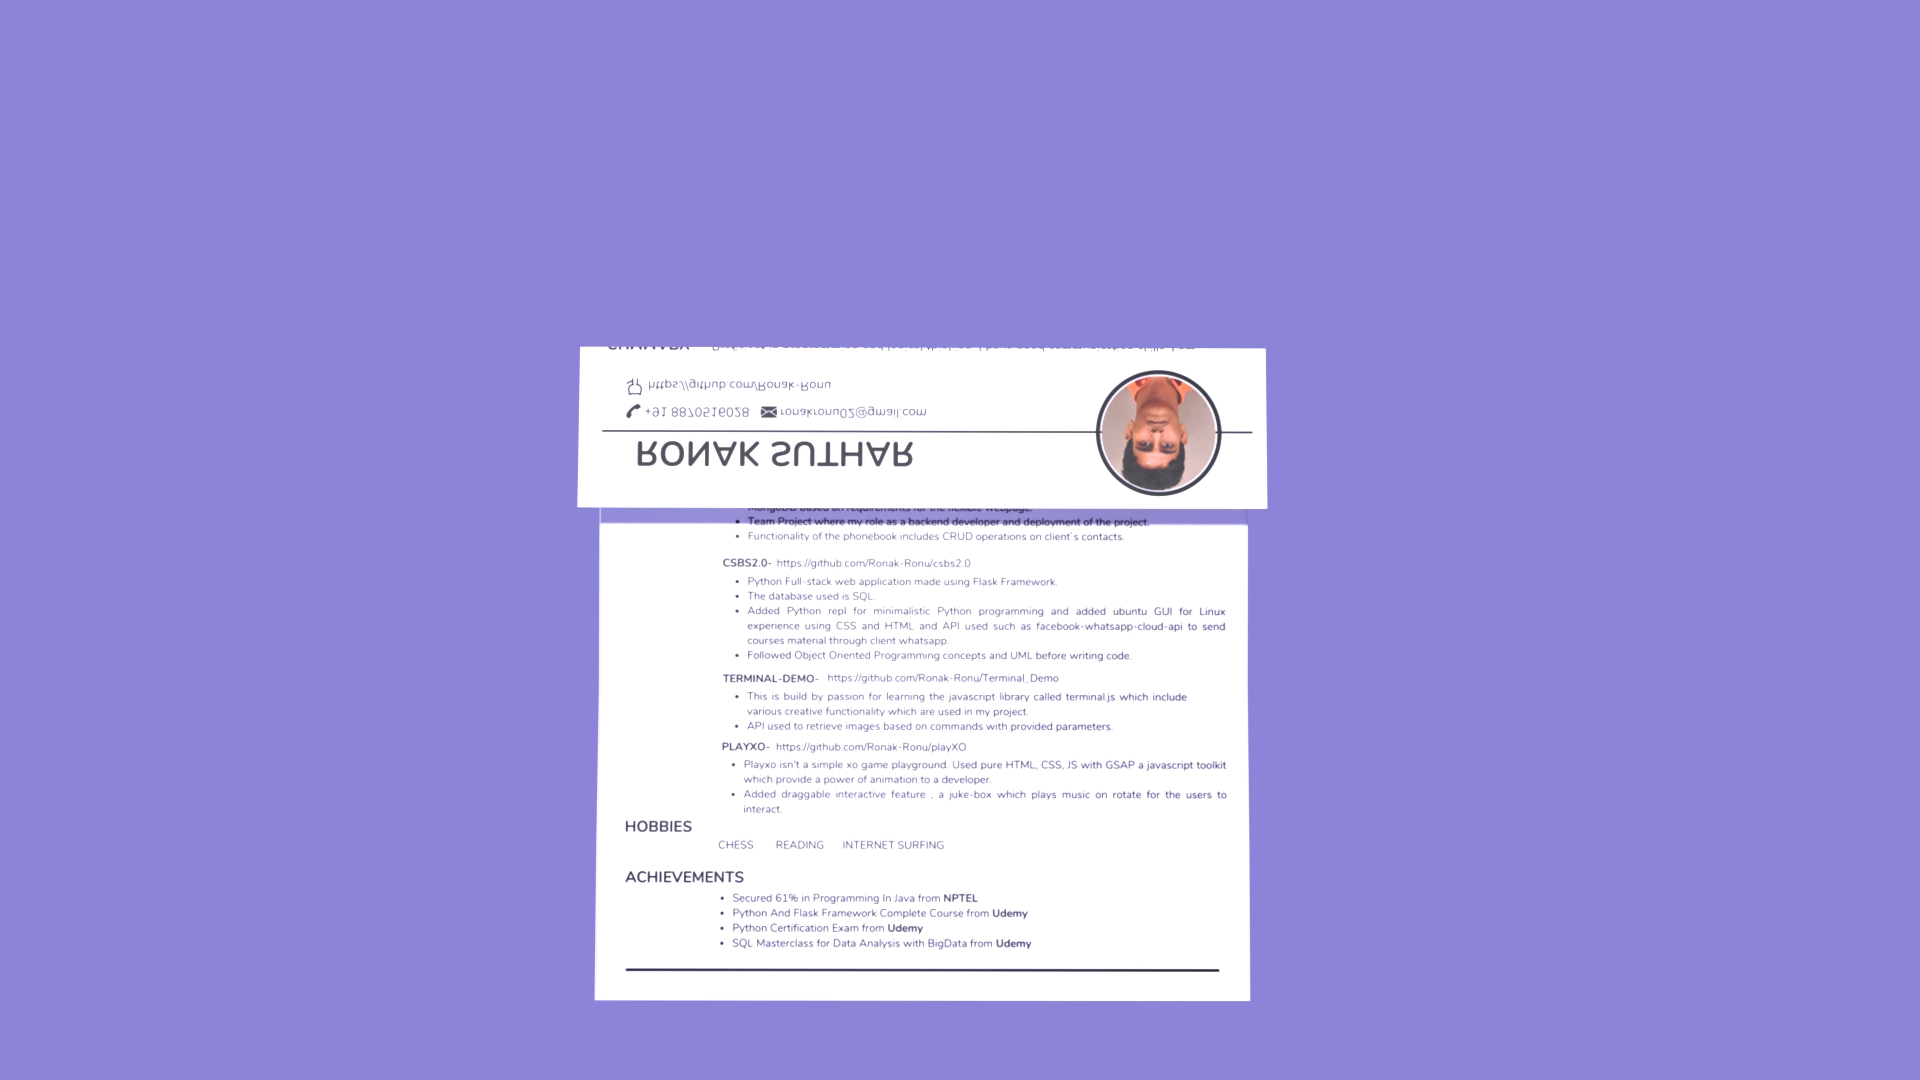 SUMMARY
https://github.com/Ronak-Ronu
+91 8870516028 ronakronu02@gmail.com
RONAK SUTHAR
MongoDB based on requirements for the flexible webpage.
Team Project where my role as a backend developer and deployment of the project.
Functionality of the phonebook includes CRUD operations on client's contacts.
CSBS2.0- https://github.com/Ronak-Ronu/csbs2.0
Python Full-stack web application made using Flask Framework.
The database used is SQL.
Added Python repl for minimalistic Python programming and added ubuntu GUI for Linux
experience using CSS and HTML and API used such as facebook-whatsapp-cloud-api to send
courses material through client whatsapp.
Followed Object Oriented Programming concepts and UML before writing code.
TERMINAL-DEMO- https://github.com/Ronak-Ronu/Terminal_Demo
This is build by passion for learning the javascript library called terminal.js which include
various creative functionality which are used in my project.
API used to retrieve images based on commands with provided parameters.
PLAYXO- https://github.com/Ronak-Ronu/playXO
Playxo isn't a simple xo game playground. Used pure HTML, CSS, JS with GSAP a javascript toolkit
which provide a power of animation to a developer.
Added draggable interactive feature , a juke-box which plays music on rotate for the users to
interact.
HOBBIES
CHESS READING INTERNET SURFING
ACHIEVEMENTS
Secured 61% in Programming In Java from NPTEL
Python And Flask Framework Complete Course from Udemy
Python Certification Exam from Udemy
SQL Masterclass for Data Analysis with BigData from Udemy